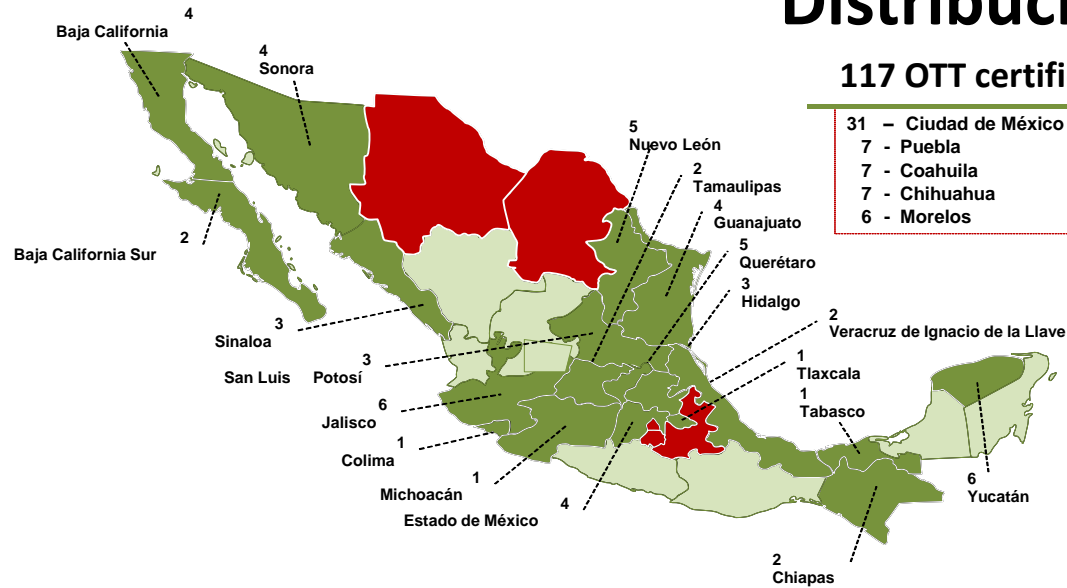 Distribuci
117 OTT certifi
31 – Ciudad de México
7 - Puebla
7 - Coahuila
7 - Chihuahua
6 - Morelos
4
Baja California
4
Sonora
5
Nuevo León
2
Tamaulipas
4
Guanajuato
5
Querétaro
3
Hidalgo
2
Veracruz de Ignacio de la Llave
1
Tlaxcala
1
Tabasco
2
Baja California Sur
3
Sinaloa
3
San Luis Potosí
6
Jalisco
1
Colima
1
Michoacán
4
Estado de México
6
Yucatán
2
Chiapas